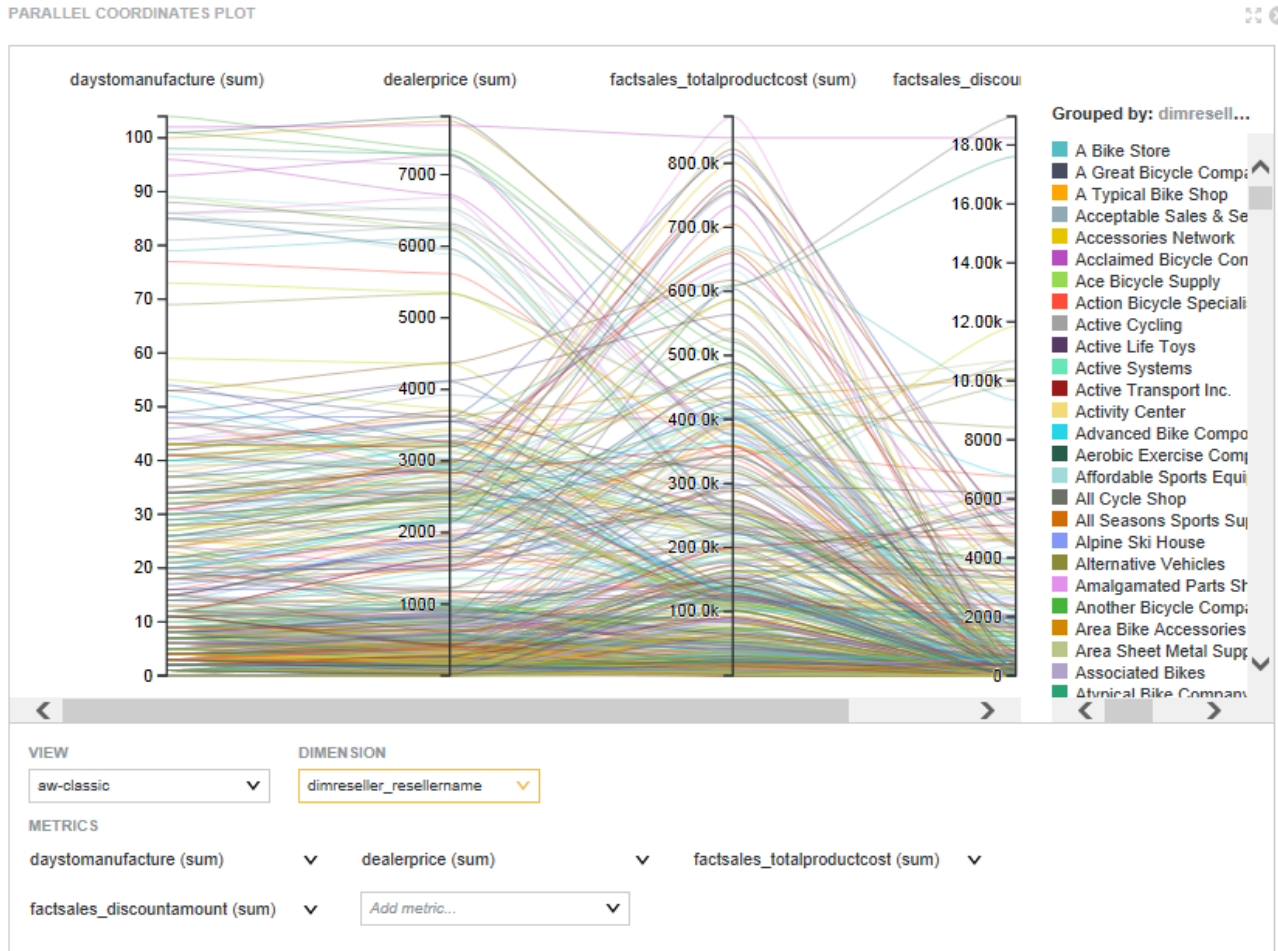 PARALLEL COORDINATES PLOT
daystomanufacture (sum) dealerprice (sum) factsales_totalproductcost (sum) factsales_discour
100
90
80
70
60
50
40
30
20
10
0
7000
6000
5000
4000
3000
2000
1000
800.0k
700.0k
600.0k
500.0k
400.0k
300.0k
200.0k
100.0k
18.00k
16.00k
14.00k
12.00k
10.00k
8000
6000
4000
2000
0
Grouped by: dimresell...
A Bike Store
A Great Bicycle Compa
A Typical Bike Shop
Acceptable Sales & Se
Accessories Network
Acclaimed Bicycle Con
Ace Bicycle Supply
Action Bicycle Speciali
Active Cycling
Active Life Toys
Active Systems
Active Transport Inc.
Activity Center
Advanced Bike Compo
Aerobic Exercise Comp
Affordable Sports Equi
All Cycle Shop
All Seasons Sports Su
Alpine Ski House
Alternative Vehicles
Amalgamated Parts Sh
Another Bicycle Compa
Area Bike Accessories
Area Sheet Metal Supp
Associated Bikes
Atypical Bike Company
VIEW DIMENSION
aw-classic dimreseller_resellername
METRICS
daystomanufacture (sum) dealerprice (sum) factsales_totalproductcost (sum)
factsales_discountamount (sum) Add metric...